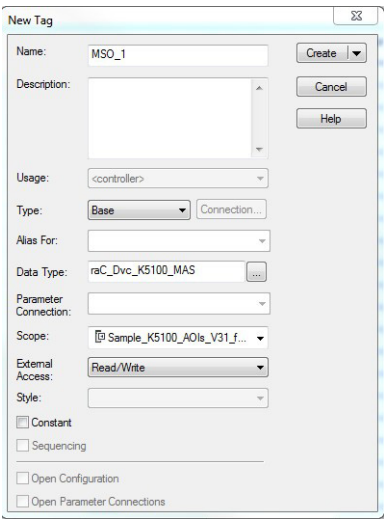 New Tag
Name: MSO_1 Create
Description: Cancel
Help
Usage: <controller>
Type: Base Connection...
Alias For:
Data Type: raC_Dvc_K5100_MAS ...
Parameter
Connection:
Scope: Sample_K5100_AOIs_V31_f...
External
Access: Read/Write
Style:
Constant
Sequencing
Open Configuration
Open Parameter Connections